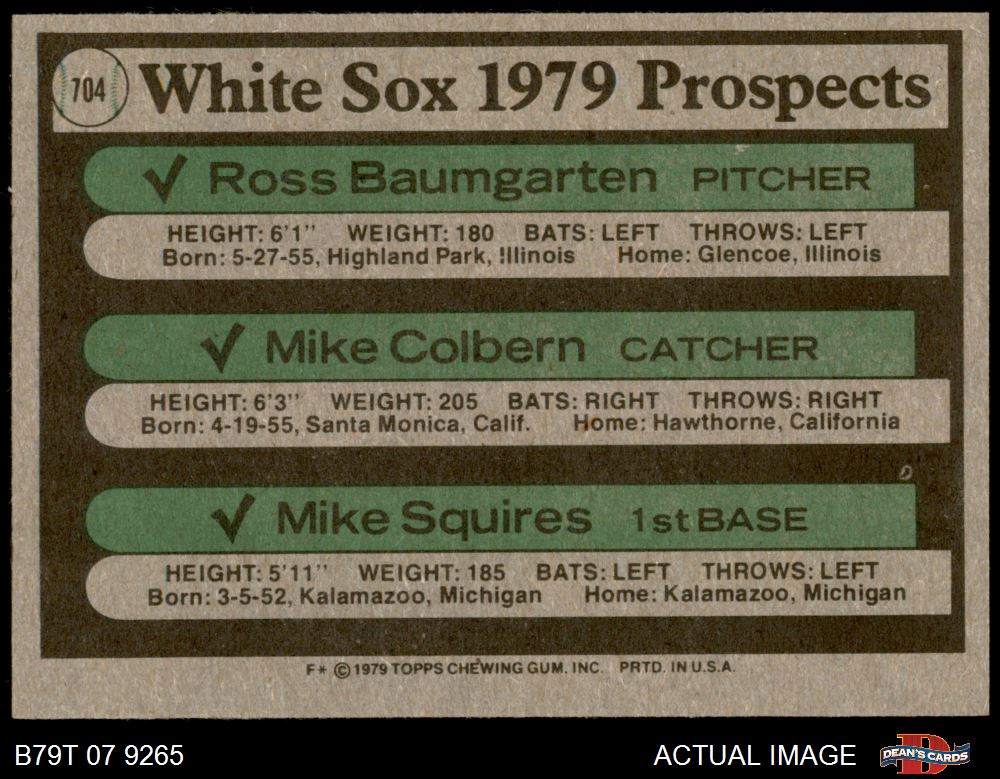 704
White Sox 1979 Prospects
✓ Ross Baumgarten PITCHER
HEIGHT: 6'1" WEIGHT: 180 BATS: LEFT THROWS: LEFT
Born: 5-27-55, Highland Park, Illinois Home: Glencoe, Illinois
✓ Mike Colbern CATCHER
HEIGHT: 6'3" WEIGHT: 205 BATS: RIGHT THROWS: RIGHT
Born: 4-19-55, Santa Monica, Calif. Home: Hawthorne, California
✓ Mike Squires 1st BASE
HEIGHT: 5'11" WEIGHT: 185 BATS: LEFT THROWS: LEFT
Born: 3-5-52, Kalamazoo, Michigan Home: Kalamazoo, Michigan
F* © 1979 TOPPS CHEWING GUM. INC. PRTD. IN U.S.A.
B79T 07 9265 ACTUAL IMAGE D DEAN'S CARDS